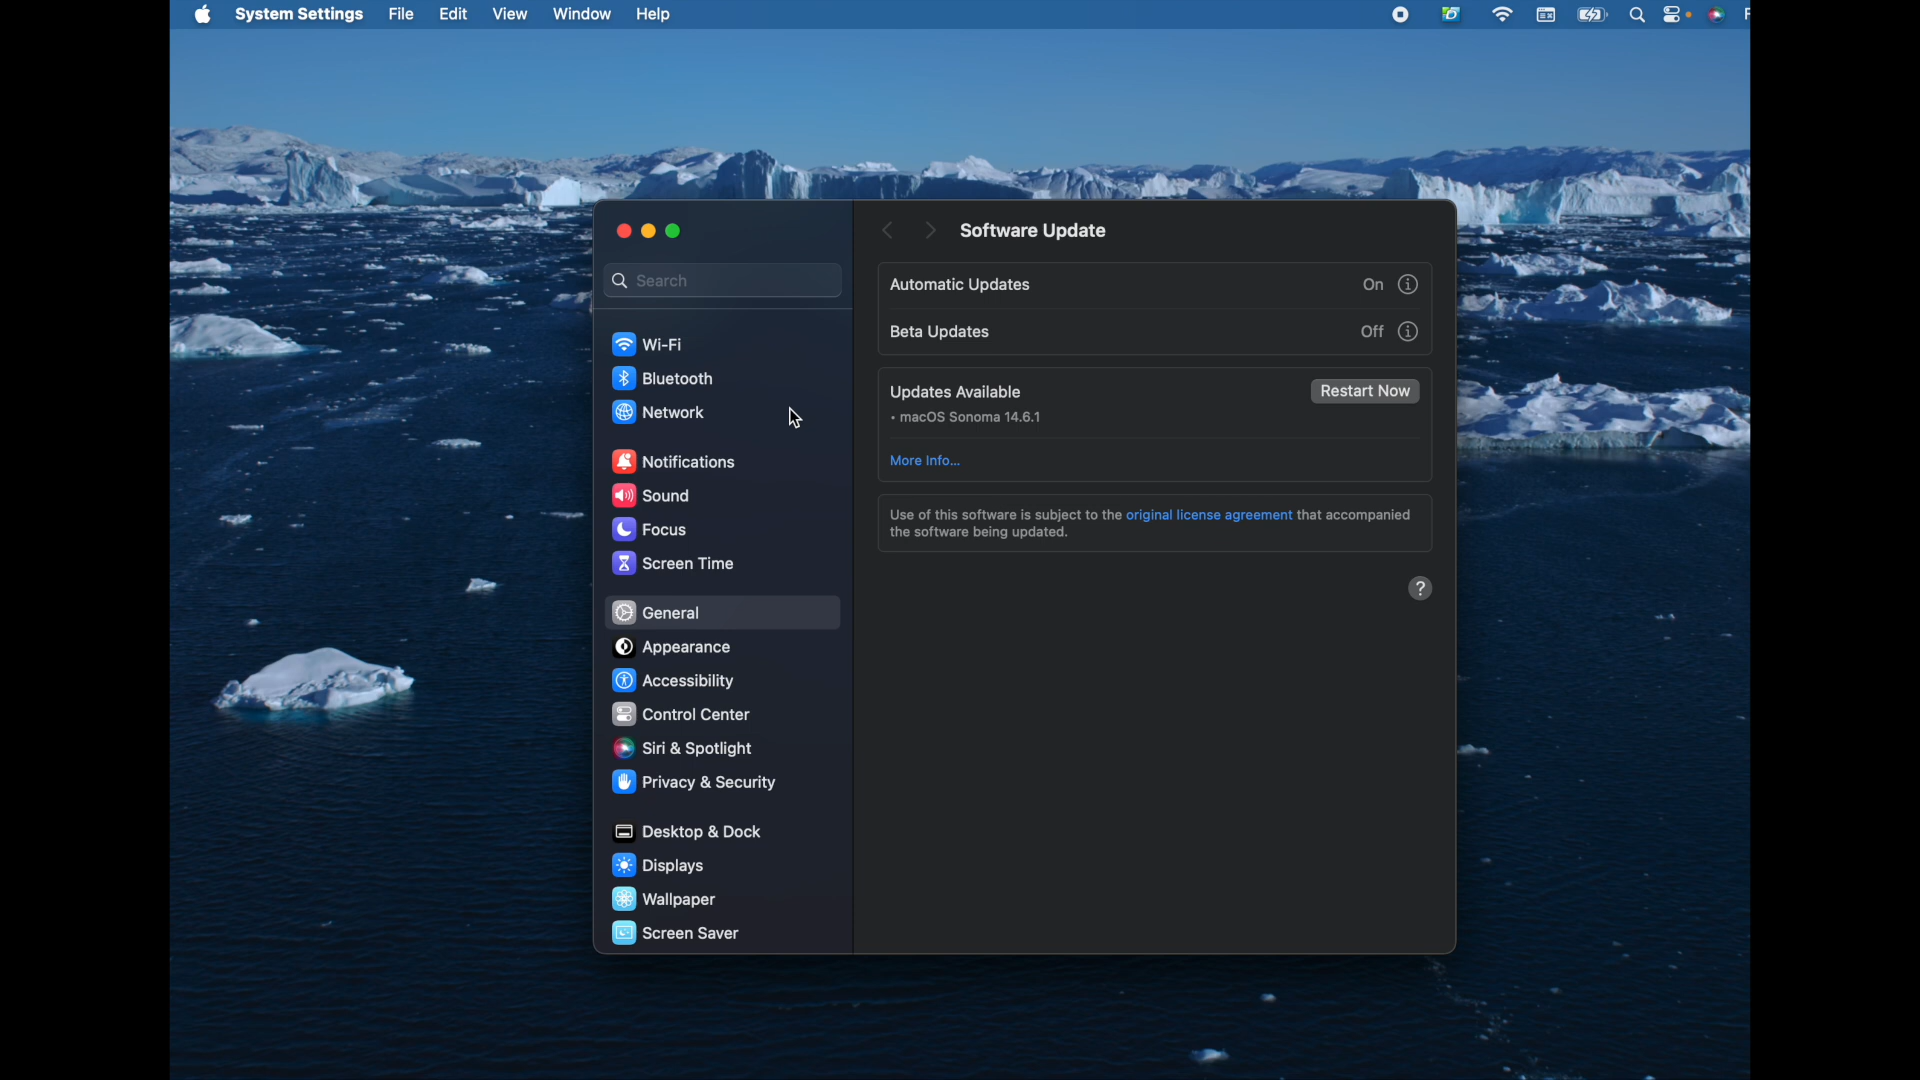 System Settings File Edit View Window Help
Software Update
Search
Automatic Updates On
Beta Updates Off
Wi-Fi
Bluetooth
Network
Updates Available Restart Now
• macOS Sonoma 14.6.1
More Info...
Notifications
Sound
Focus
Screen Time
Use of this software is subject to the original license agreement that accompanied
the software being updated.
?
General
Appearance
Accessibility
Control Center
Siri & Spotlight
Privacy & Security
Desktop & Dock
Displays
Wallpaper
Screen Saver